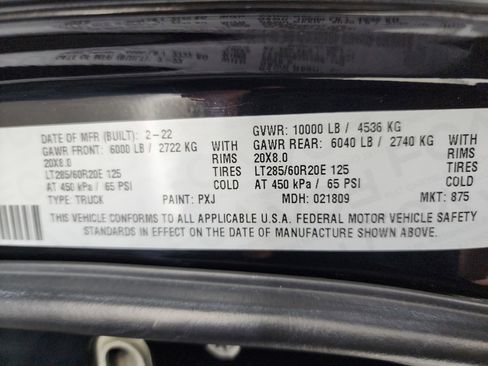 DATE OF MFR (BUILT): 2-22 GVWR: 10000 LB / 4536 KG
GAWR FRONT: 6000 LB / 2722 KG WITH GAWR REAR: 6040 LB / 2740 KG WITH
20X8.0 RIMS 20X8.0 RIMS
LT285/60R20E 125 TIRES LT285/60R20E 125 TIRES
AT 450 kPa / 65 PSI COLD AT 450 kPa / 65 PSI COLD
TYPE: TRUCK PAINT: PXJ MDH: 021809 MKT: 875
THIS VEHICLE CONFORMS TO ALL APPLICABLE U.S.A. FEDERAL MOTOR VEHICLE SAFETY
STANDARDS IN EFFECT ON THE DATE OF MANUFACTURE SHOWN ABOVE.